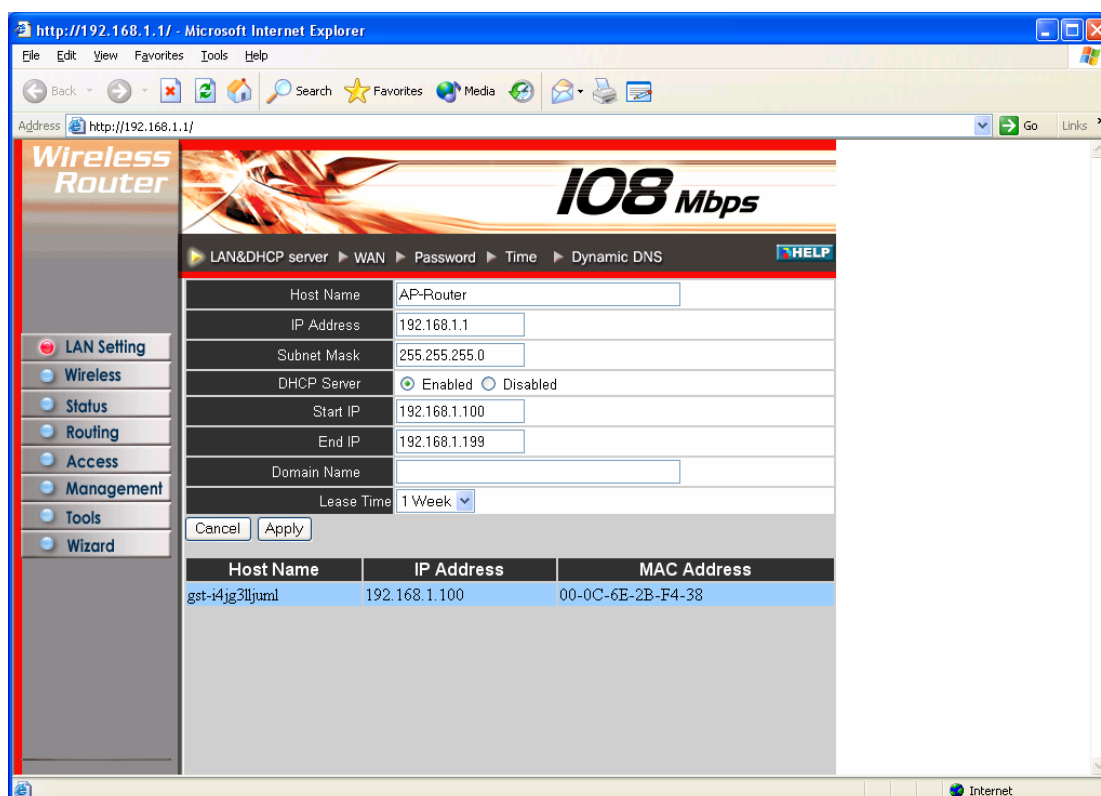 http://192.168.1.1/ - Microsoft Internet Explorer
File Edit View Favorites Tools Help
Back Search Favorites Media
Address http://192.168.1.1/ Go Links
Wireless Router
108 Mbps
LAN&DHCP server WAN Password Time Dynamic DNS HELP
LAN Setting
Wireless
Status
Routing
Access
Management
Tools
Wizard
Host Name AP-Router
IP Address 192.168.1.1
Subnet Mask 255.255.255.0
DHCP Server Enabled Disabled
Start IP 192.168.1.100
End IP 192.168.1.199
Domain Name
Lease Time 1 Week
Cancel Apply
Host Name IP Address MAC Address
gst-i4jg3lljuml 192.168.1.100 00-0C-6E-2B-F4-38
Internet